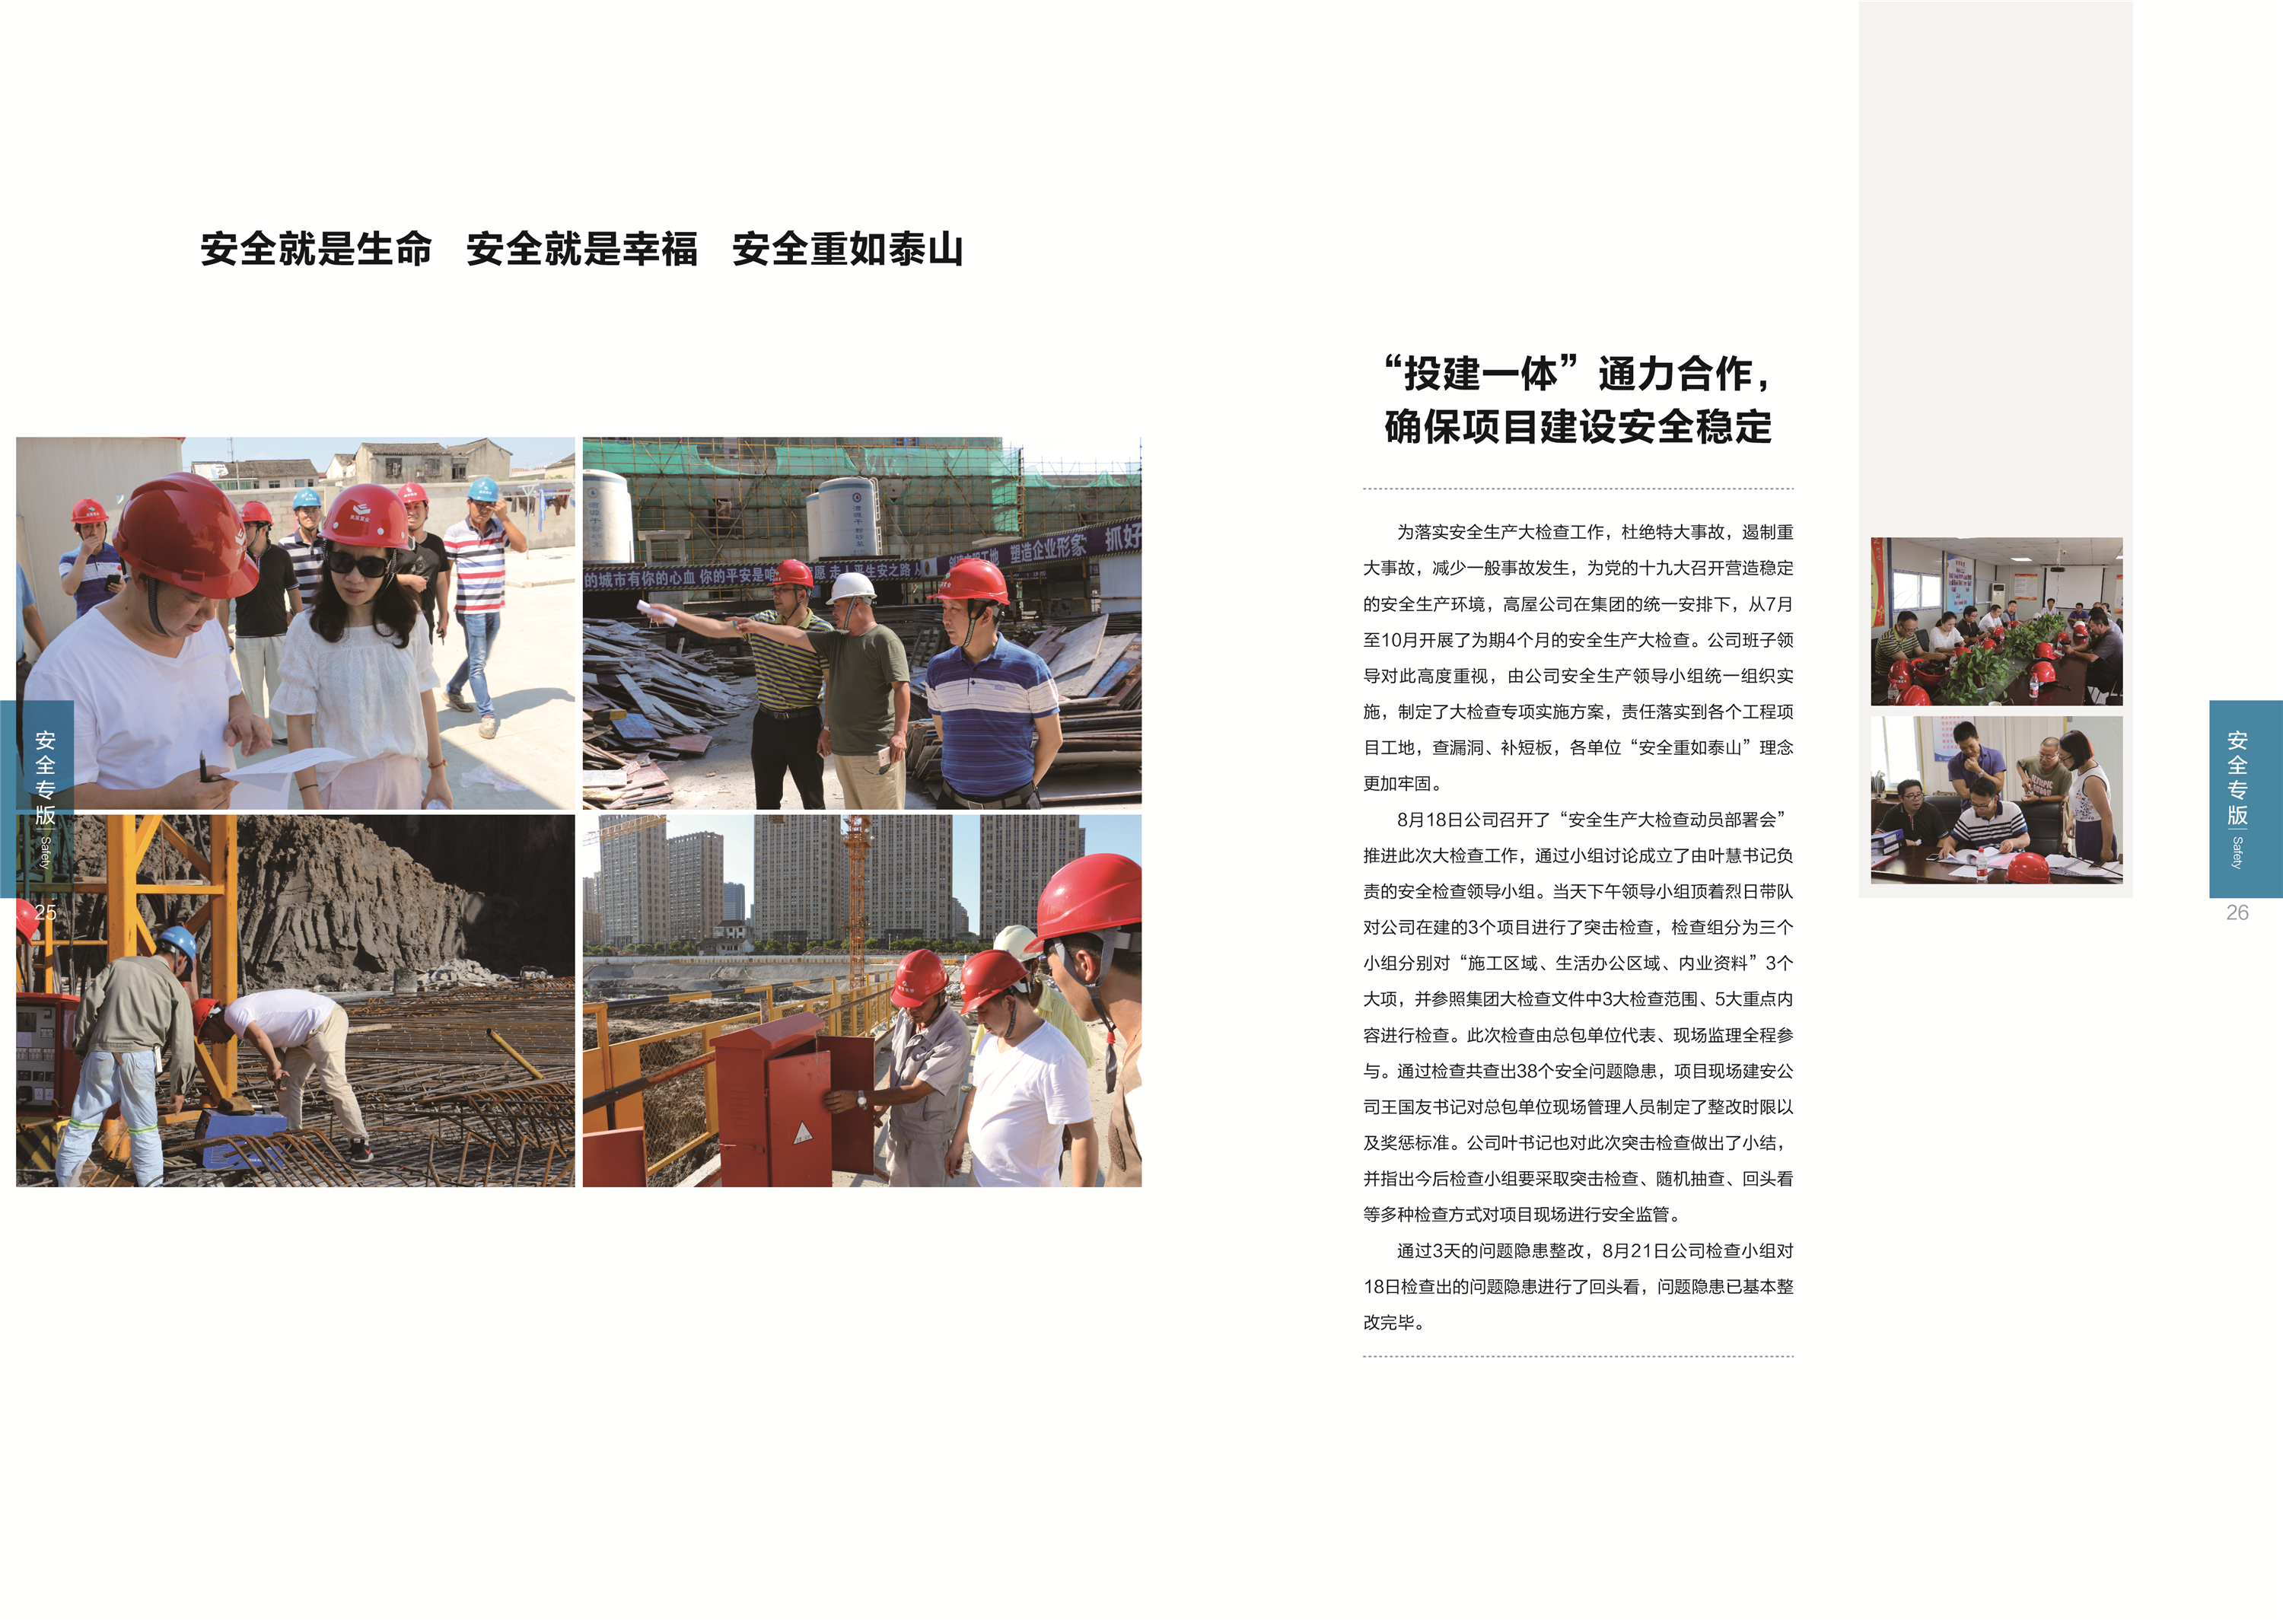 安全就是生命 安全就是幸福 安全重如泰山
的城市有你的心血 你的平安是咱
愿 走人平生安之路
塑造企业形象 抓好
安全专版
Safety
25
“投建一体”通力合作，
确保项目建设安全稳定
为落实安全生产大检查工作，杜绝特大事故，遏制重
大事故，减少一般事故发生，为党的十九大召开营造稳定
的安全生产环境，高屋公司在集团的统一安排下，从7月
至10月开展了为期4个月的安全生产大检查。公司班子领
导对此高度重视，由公司安全生产领导小组统一组织实
施，制定了大检查专项实施方案，责任落实到各个工程项
目工地，查漏洞、补短板，各单位“安全重如泰山”理念
更加牢固。
8月18日公司召开了“安全生产大检查动员部署会”
推进此次大检查工作，通过小组讨论成立了由叶慧书记负
责的安全检查领导小组。当天下午领导小组顶着烈日带队
对公司在建的3个项目进行了突击检查，检查组分为三个
小组分别对“施工区域、生活办公区域、内业资料”3个
大项，并参照集团大检查文件中3大检查范围、5大重点内
容进行检查。此次检查由总包单位代表、现场监理全程参
与。通过检查共查出38个安全问题隐患，项目现场建安公
司王国友书记对总包单位现场管理人员制定了整改时限以
及奖惩标准。公司叶书记也对此次突击检查做出了小结，
并指出今后检查小组要采取突击检查、随机抽查、回头看
等多种检查方式对项目现场进行安全监管。
通过3天的问题隐患整改，8月21日公司检查小组对
18日检查出的问题隐患进行了回头看，问题隐患已基本整
改完毕。
安全专版
Safety
26